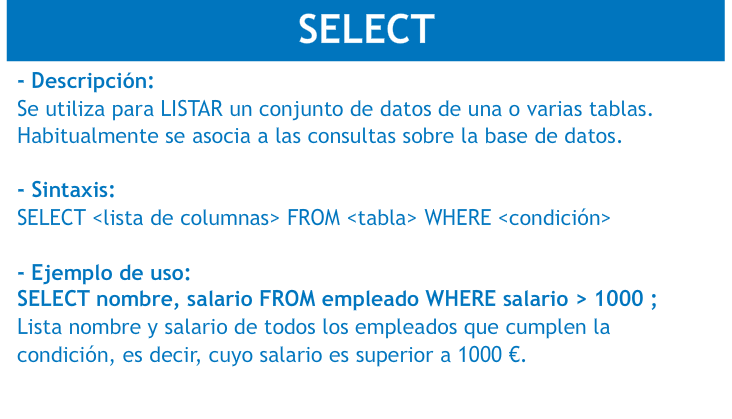 SELECT
- Descripción:
Se utiliza para LISTAR un conjunto de datos de una o varias tablas.
Habitualmente se asocia a las consultas sobre la base de datos.
- Sintaxis:
SELECT <lista de columnas> FROM <tabla> WHERE <condición>
- Ejemplo de uso:
SELECT nombre, salario FROM empleado WHERE salario > 1000 ;
Lista nombre y salario de todos los empleados que cumplen la
condición, es decir, cuyo salario es superior a 1000 €.